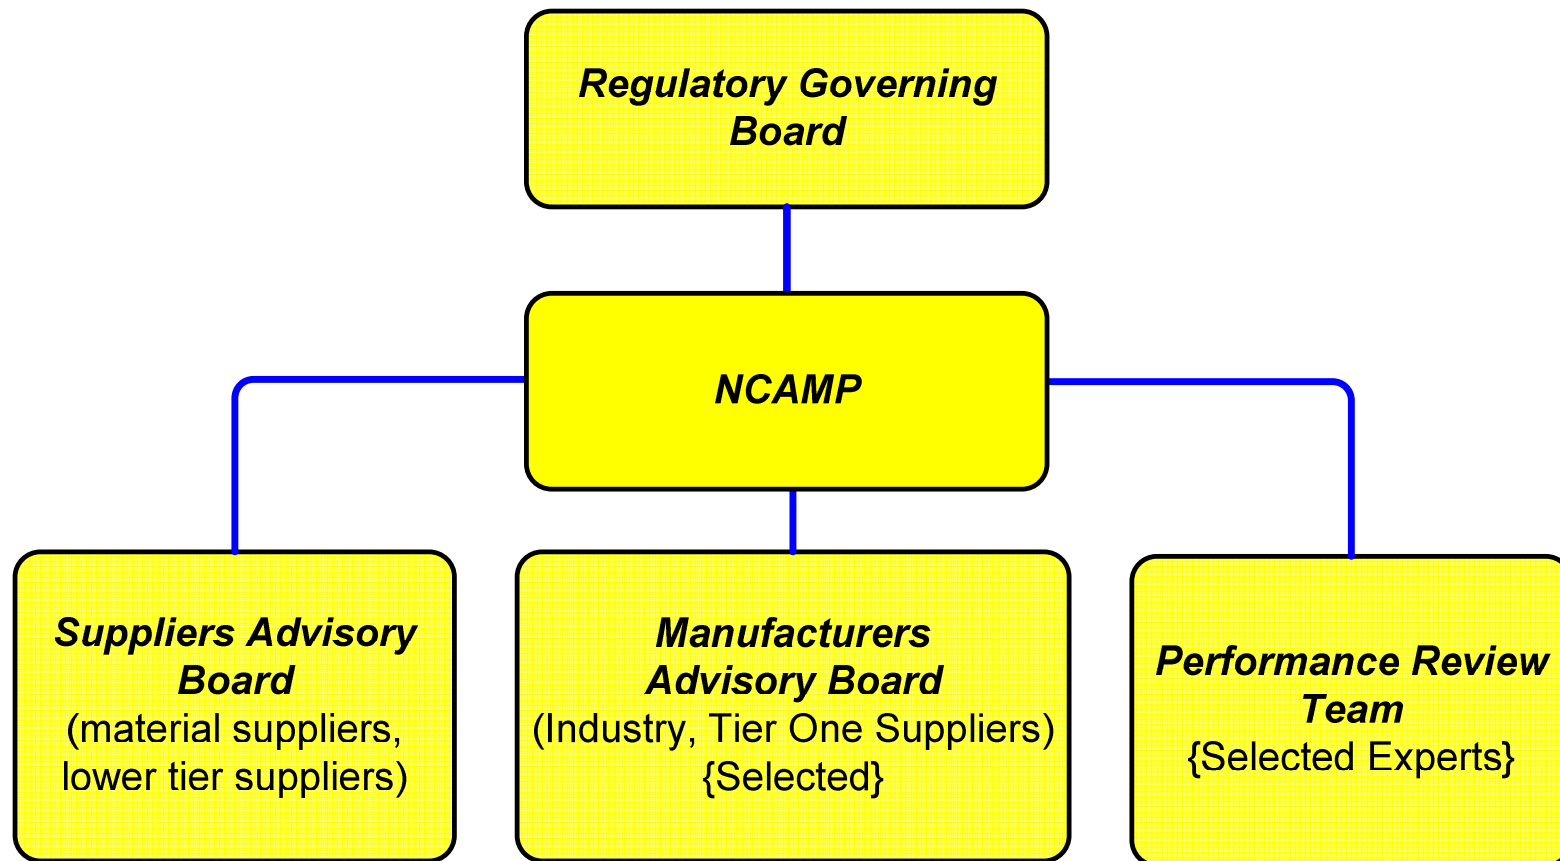 Regulatory Governing
Board
NCAMP
Suppliers Advisory
Board
(material suppliers,
lower tier suppliers)
Manufacturers
Advisory Board
(Industry, Tier One Suppliers)
{Selected}
Performance Review
Team
{Selected Experts}